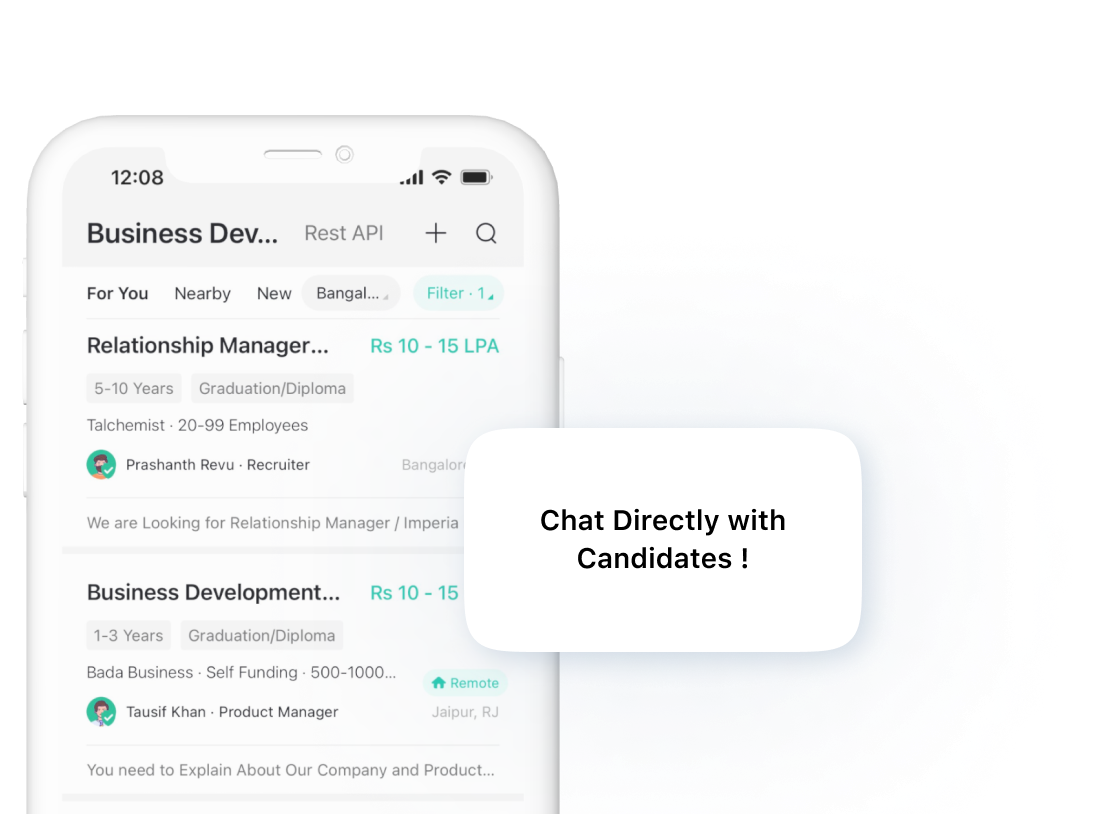 12:08
Business Dev... Rest API
For You Nearby New Bangal... Filter · 1
Relationship Manager... Rs 10 - 15 LPA
5-10 Years Graduation/Diploma
Talchemist · 20-99 Employees
Prashanth Revu · Recruiter Bangalore
We are Looking for Relationship Manager / Imperia
Chat Directly with
Candidates !
Business Development... Rs 10 - 15
1-3 Years Graduation/Diploma
Bada Business · Self Funding · 500-1000...
Remote
Tausif Khan · Product Manager Jaipur, RJ
You need to Explain About Our Company and Product...